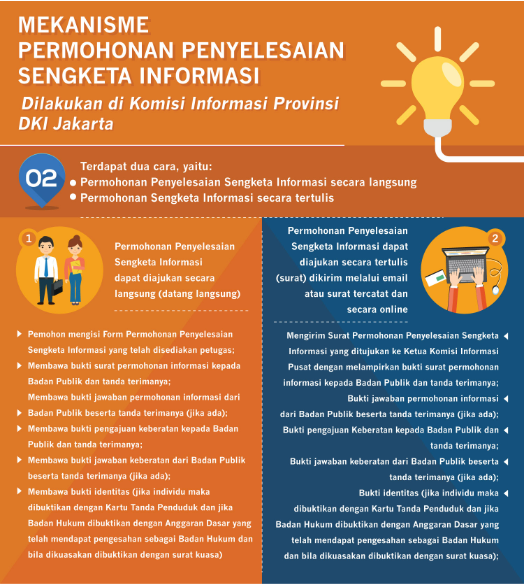 MEKANISME
PERMOHONAN PENYELESAIAN
SENGKETA INFORMASI
Dilakukan di Komisi Informasi Provinsi
DKI Jakarta
02
Terdapat dua cara, yaitu:
• Permohonan Penyelesaian Sengketa Informasi secara langsung
• Permohonan Sengketa Informasi secara tertulis
1
Permohonan Penyelesaian
Sengketa Informasi
dapat diajukan secara
langsung (datang langsung)
Pemohon mengisi Form Permohonan Penyelesaian
Sengketa Informasi yang telah disediakan petugas;
Membawa bukti surat permohonan informasi kepada
Badan Publik dan tanda terimanya;
Membawa bukti jawaban permohonan informasi dari
Badan Publik beserta tanda terimanya (jika ada);
Membawa bukti pengajuan keberatan kepada Badan
Publik dan tanda terimanya;
Membawa bukti jawaban keberatan dari Badan Publik
beserta tanda terimanya (jika ada);
Membawa bukti identitas (jika individu maka
dibuktikan dengan Kartu Tanda Penduduk dan jika
Badan Hukum dibuktikan dengan Anggaran Dasar yang
telah mendapat pengesahan sebagai Badan Hukum dan
bila dikuasakan dibuktikan dengan surat kuasa)
2
Permohonan Penyelesaian
Sengketa Informasi dapat
diajukan secara tertulis
(surat) dikirim melalui email
atau surat tercatat dan
secara online
Mengirim Surat Permohonan Penyelesaian Sengketa
Informasi yang ditujukan ke Ketua Komisi Informasi
Pusat dengan melampirkan bukti surat permohonan
informasi kepada Badan Publik dan tanda terimanya;
Bukti jawaban permohonan informasi
dari Badan Publik beserta tanda terimanya (jika ada);
Bukti pengajuan Keberatan kepada Badan Publik dan
tanda terimanya;
Bukti jawaban keberatan dari Badan Publik beserta
tanda terimanya (jika ada);
Bukti identitas (jika individu maka
dibuktikan dengan Kartu Tanda Penduduk dan jika
Badan Hukum dibuktikan dengan Anggaran Dasar yang
telah mendapat pengesahan sebagai Badan Hukum
dan bila dikuasakan dibuktikan dengan surat kuasa);